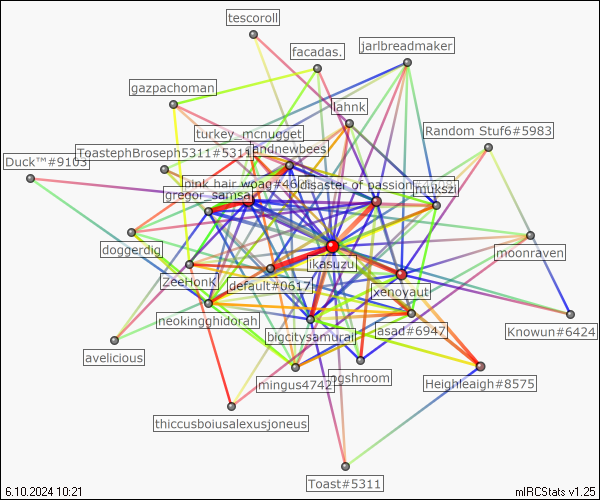 tescoroll
facadas.
jarlbreadmaker
gazpachoman
lahnk
turkey_mcnugget
Random Stuf6#5983
Duck™#9103
ToastephBroseph5311#5311
gandnewbees
pink hair wpag#46
disaster of passion
mukszi
gregor_samsa
doggerdig
moonraven
ikasuzu
ZeeHonk
default#0617
xenoyautr
neokingghidorah
bigcitysamurai
asad#6947
Knowun#6424
avelicious
mingus4742
pgshroom
Heighleaigh#8575
thiccusboiusalexusjoneus
Toast#5311
6.10.2024 10:21
mIRCStats v1.25